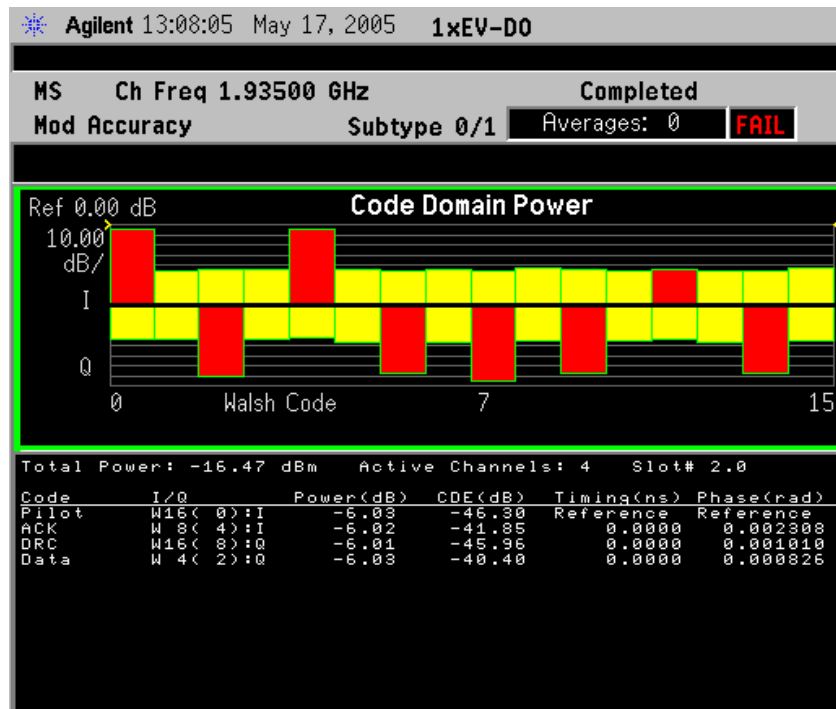 Agilent 13:08:05 May 17, 2005 1xEV-DO
MS Ch Freq 1.93500 GHz Completed
Mod Accuracy Subtype 0/1 Averages: 0 FAIL
Ref 0.00 dB Code Domain Power
10.00
dB/
I
Q
0 Walsh Code 7 15
Total Power: -16.47 dBm Active Channels: 4 Slot# 2.0
Code I/Q Power(dB) CDE(dB) Timing(ns) Phase(rad)
Pilot W16( 0):I -6.03 -46.30 Reference Reference
ACK W 8( 4):I -6.02 -41.85 0.0000 0.002308
DRC W16( 8):Q -6.01 -45.96 0.0000 0.001010
Data W 4( 2):Q -6.03 -40.40 0.0000 0.000826